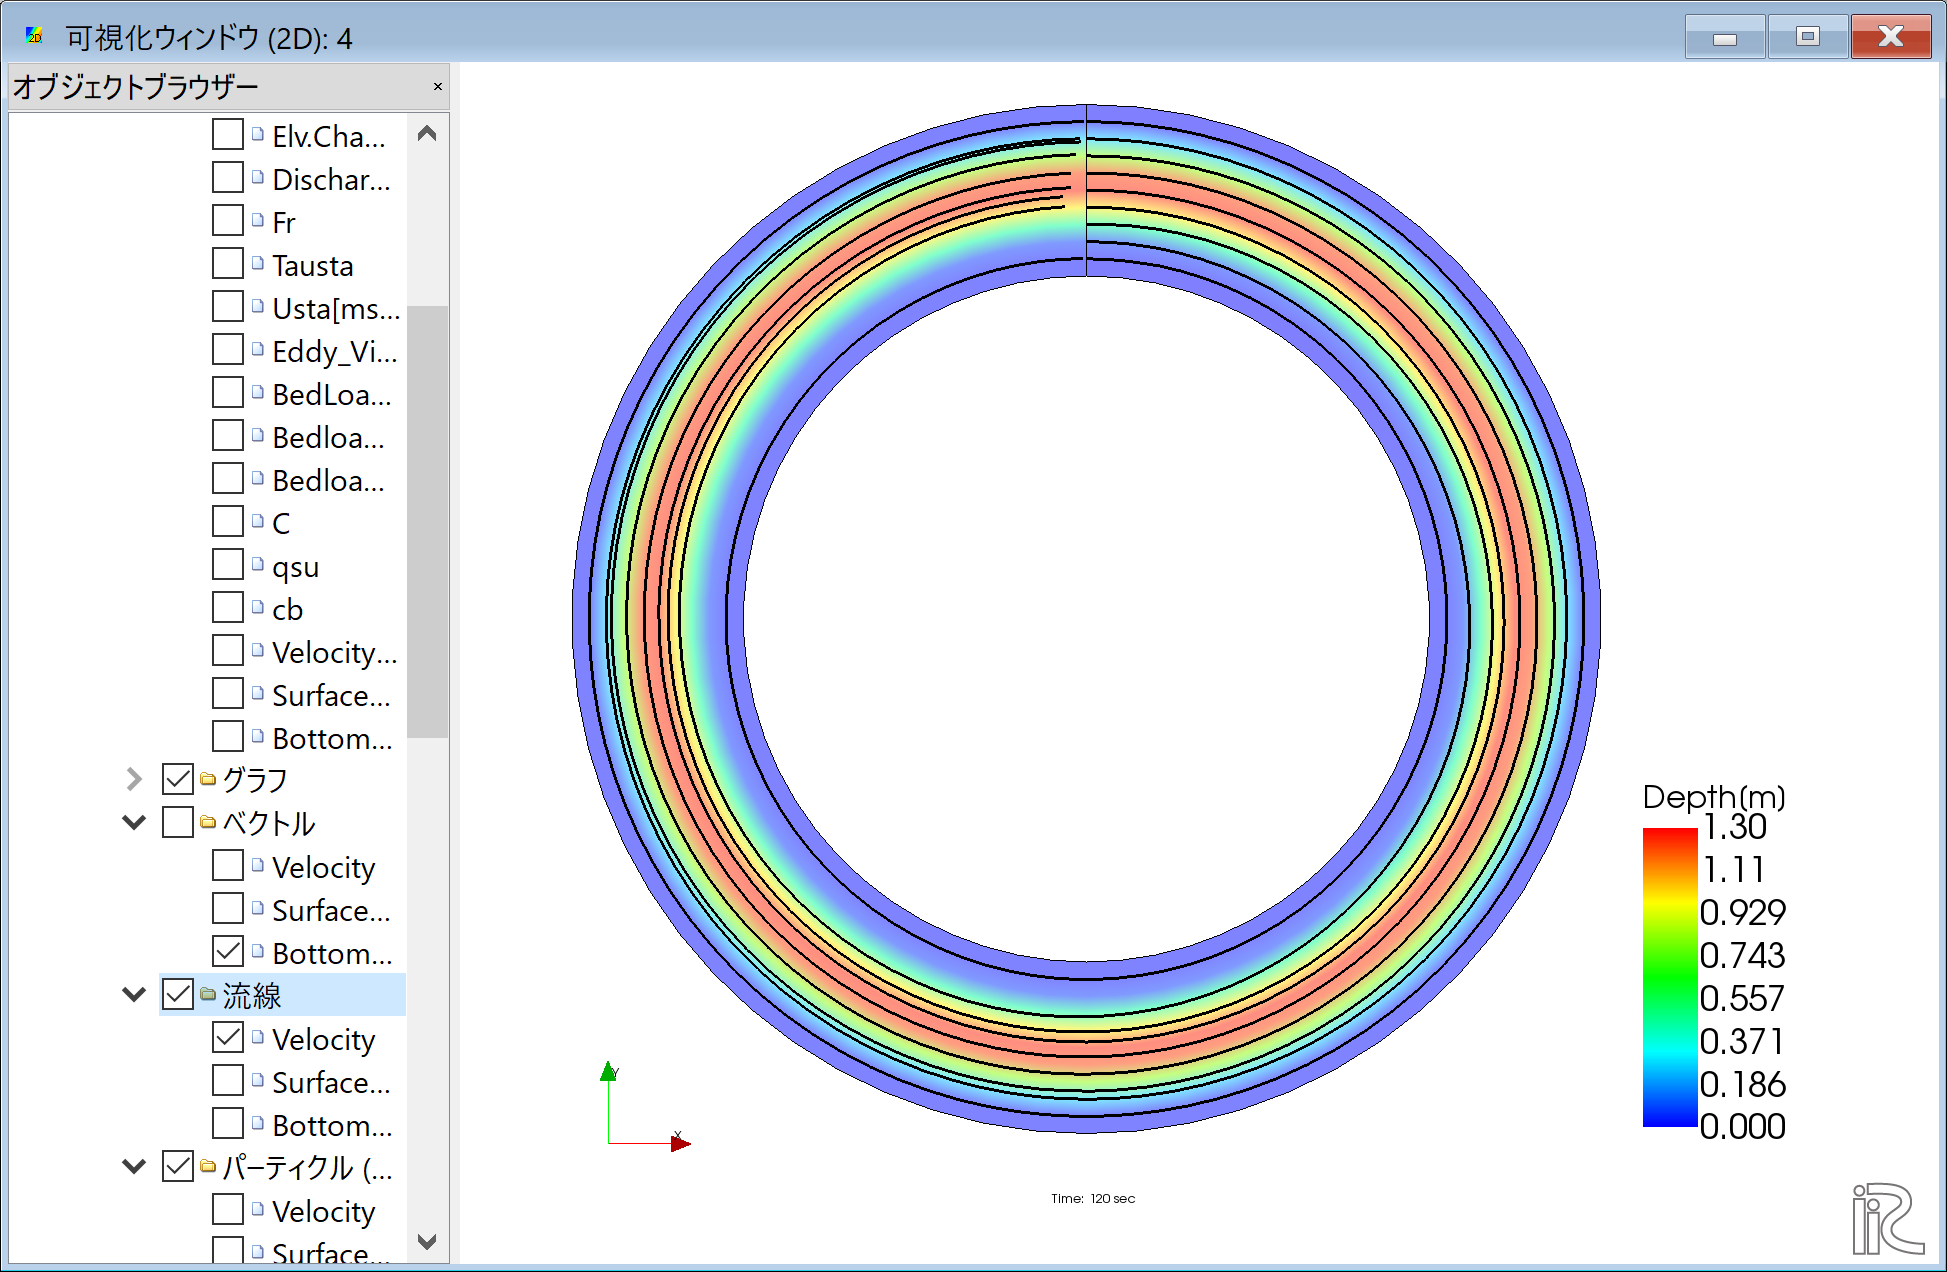 可視化ウィンドウ (2D): 4
オブジェクトブラウザー
Elv.Cha...
Dischar...
Fr
Tausta
Usta[ms...
Eddy_Vi...
BedLoa...
Bedloa...
Bedloa...
C
qsu
cb
Velocity...
Surface...
Bottom...
グラフ
ベクトル
Velocity
Surface...
Bottom...
流線
Velocity
Surface...
Bottom...
パーティクル (...
Velocity
Surface...
Depth(m)
1.30
1.11
0.929
0.743
0.557
0.371
0.186
0.000
Y
X
Time: 120 sec
iRIC